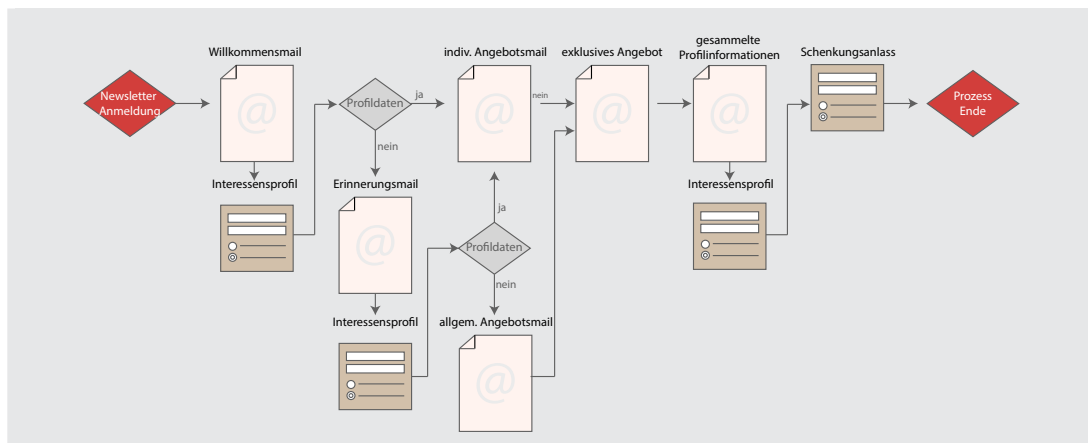 Newsletter
Anmeldung
Willkommensmail
@
Interessensprofil
Profildaten
ja
nein
Erinnerungsmail
@
Interessensprofil
indiv. Angebotsmail
@
nein
ja
Profildaten
nein
allgem. Angebotsmail
@
exklusives Angebot
@
gesammelte
Profilinformationen
@
Interessensprofil
Schenkungsanlass
Prozess
Ende